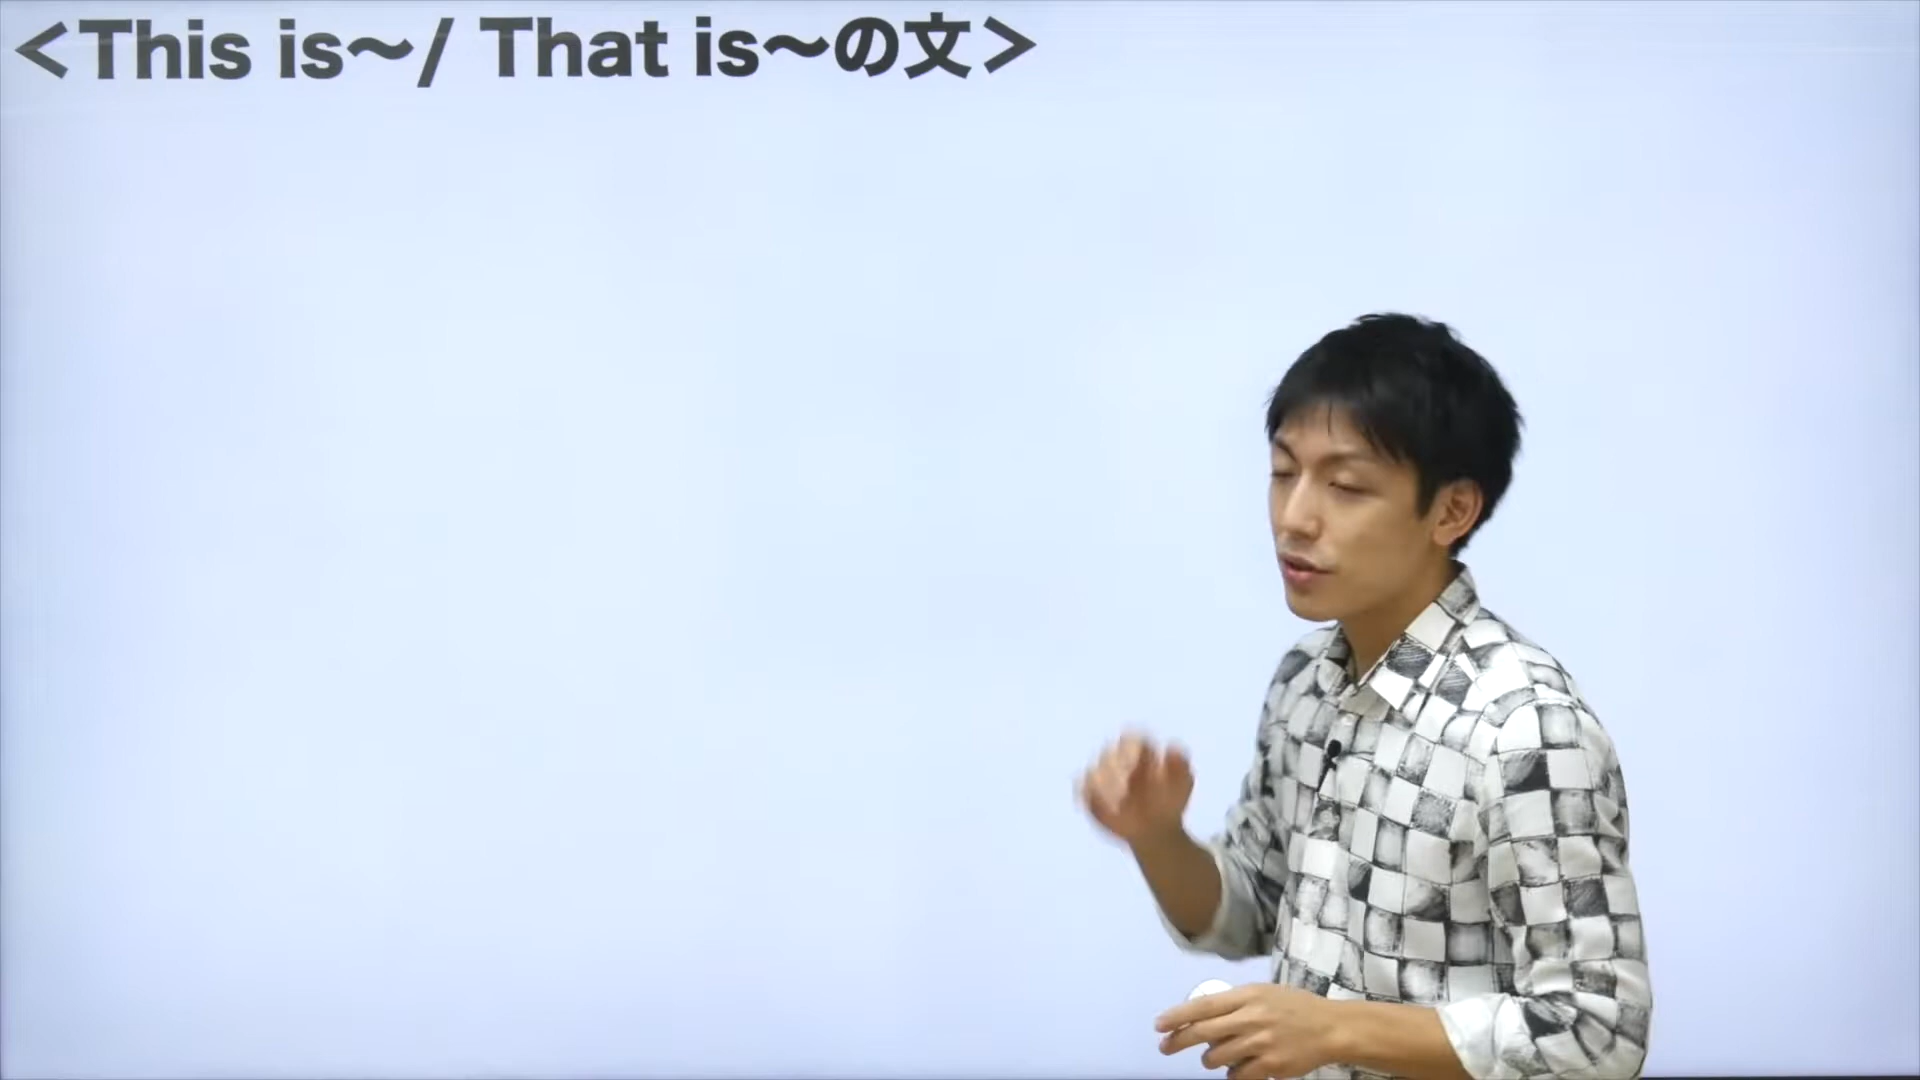 ＜This is～/ That is～の文＞